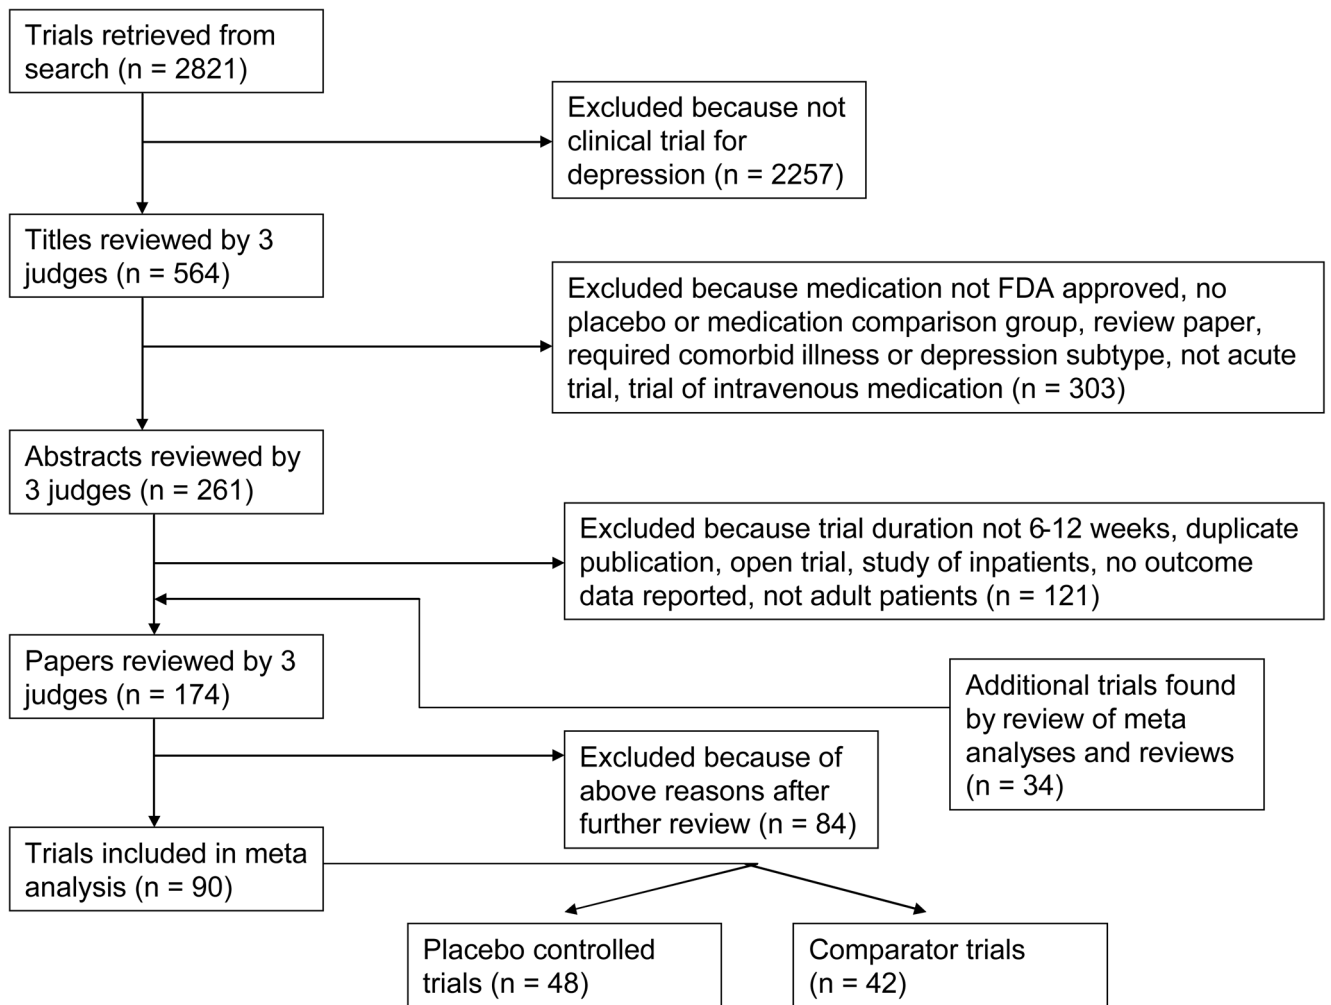 Trials retrieved from
search (n = 2821)
Excluded because not
clinical trial for
depression (n = 2257)
Titles reviewed by 3
judges (n = 564)
Excluded because medication not FDA approved, no
placebo or medication comparison group, review paper,
required comorbid illness or depression subtype, not acute
trial, trial of intravenous medication (n = 303)
Abstracts reviewed by
3 judges (n = 261)
Excluded because trial duration not 6-12 weeks, duplicate
publication, open trial, study of inpatients, no outcome
data reported, not adult patients (n = 121)
Papers reviewed by 3
judges (n = 174)
Additional trials found
by review of meta
analyses and reviews
(n = 34)
Excluded because of
above reasons after
further review (n = 84)
Trials included in meta
analysis (n = 90)
Placebo controlled
trials (n = 48)
Comparator trials
(n = 42)